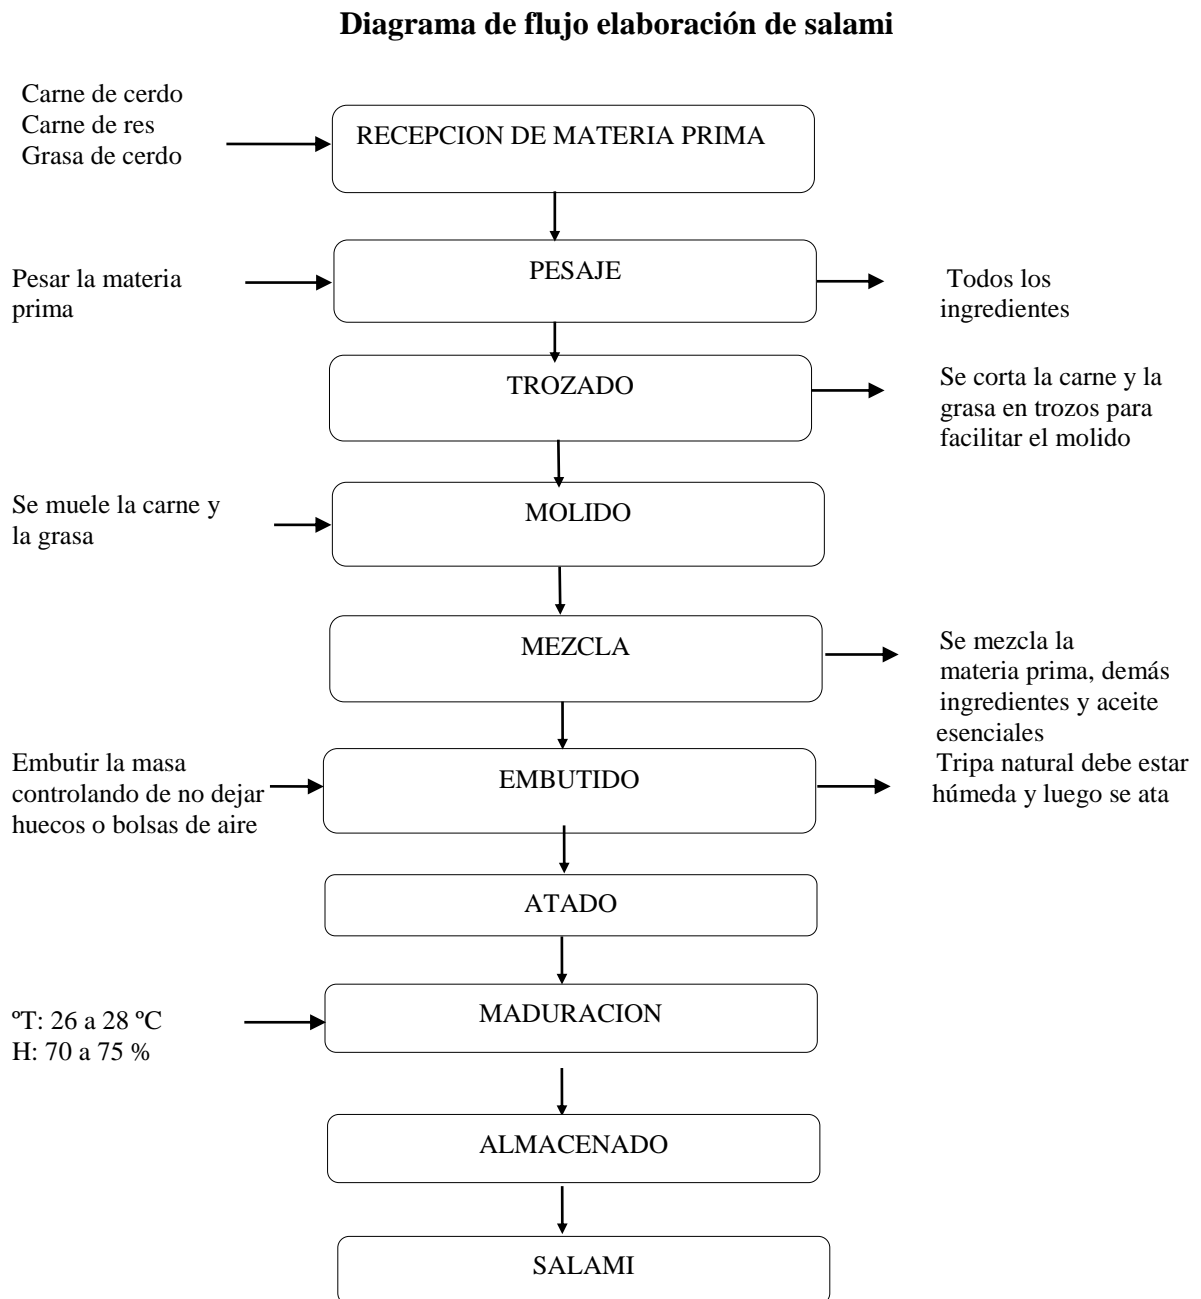 Diagrama de flujo elaboración de salami
Carne de cerdo
Carne de res
Grasa de cerdo
RECEPCION DE MATERIA PRIMA
Pesar la materia
prima
PESAJE
Todos los
ingredientes
TROZADO
Se corta la carne y la
grasa en trozos para
facilitar el molido
Se muele la carne y
la grasa
MOLIDO
MEZCLA
Se mezcla la
materia prima, demás
ingredientes y aceite
esenciales
Embutir la masa
controlando de no dejar
huecos o bolsas de aire
EMBUTIDO
Tripa natural debe estar
húmeda y luego se ata
ATADO
ºT: 26 a 28 ºC
H: 70 a 75 %
MADURACION
ALMACENADO
SALAMI